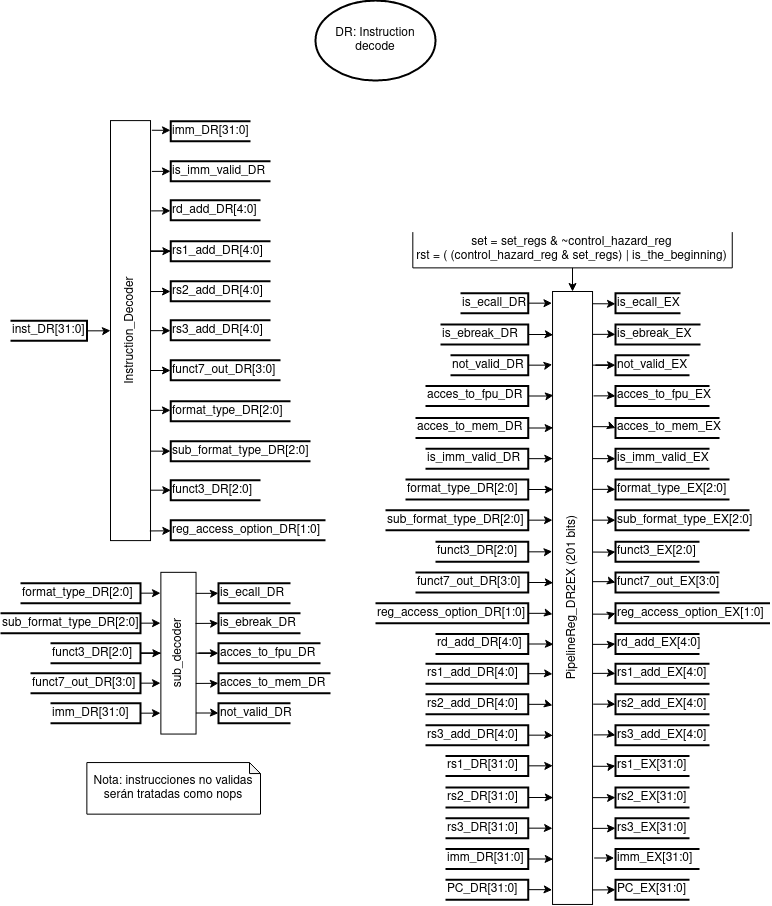 DR: Instruction
decode
inst_DR[31:0]
Instruction_Decoder
imm_DR[31:0]
is_imm_valid_DR
rd_add_DR[4:0]
rs1_add_DR[4:0]
rs2_add_DR[4:0]
rs3_add_DR[4:0]
funct7_out_DR[3:0]
format_type_DR[2:0]
sub_format_type_DR[2:0]
funct3_DR[2:0]
reg_access_option_DR[1:0]
format_type_DR[2:0]
sub_format_type_DR[2:0]
funct3_DR[2:0]
funct7_out_DR[3:0]
imm_DR[31:0]
sub_decoder
is_ecall_DR
is_ebreak_DR
acces_to_fpu_DR
acces_to_mem_DR
not_valid_DR
Nota: instrucciones no validas
serán tratadas como nops
set = set_regs & ~control_hazard_reg
rst = ( (control_hazard_reg & set_regs) | is_the_beginning)
is_ecall_DR
is_ebreak_DR
not_valid_DR
acces_to_fpu_DR
acces_to_mem_DR
is_imm_valid_DR
format_type_DR[2:0]
sub_format_type_DR[2:0]
funct3_DR[2:0]
funct7_out_DR[3:0]
reg_access_option_DR[1:0]
rd_add_DR[4:0]
rs1_add_DR[4:0]
rs2_add_DR[4:0]
rs3_add_DR[4:0]
rs1_DR[31:0]
rs2_DR[31:0]
rs3_DR[31:0]
imm_DR[31:0]
PC_DR[31:0]
PipelineReg_DR2EX (201 bits)
is_ecall_EX
is_ebreak_EX
not_valid_EX
acces_to_fpu_EX
acces_to_mem_EX
is_imm_valid_EX
format_type_EX[2:0]
sub_format_type_EX[2:0]
funct3_EX[2:0]
funct7_out_EX[3:0]
reg_access_option_EX[1:0]
rd_add_EX[4:0]
rs1_add_EX[4:0]
rs2_add_EX[4:0]
rs3_add_EX[4:0]
rs1_EX[31:0]
rs2_EX[31:0]
rs3_EX[31:0]
imm_EX[31:0]
PC_EX[31:0]